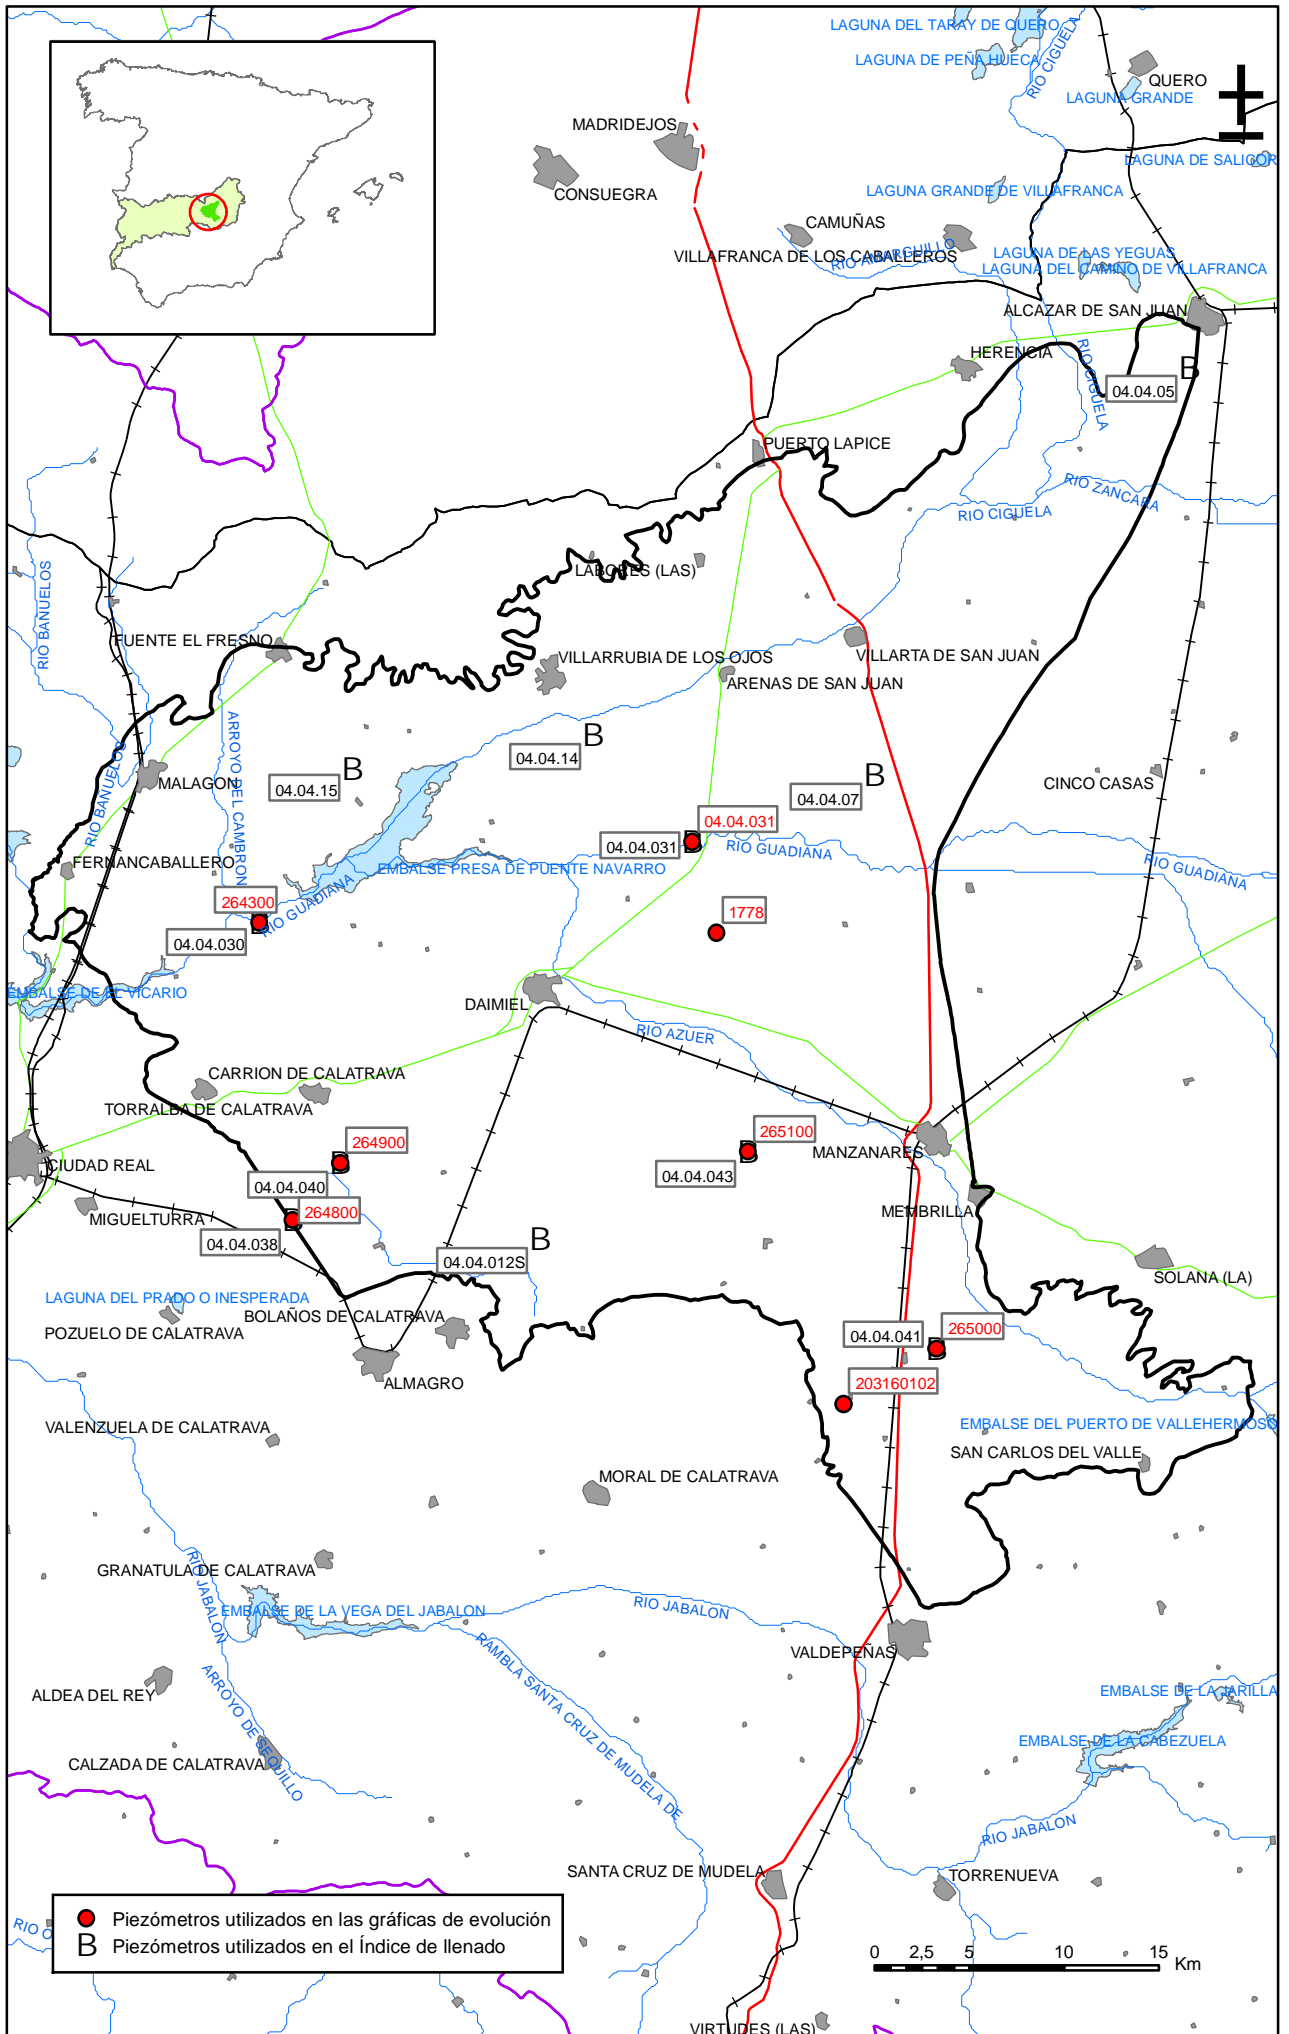 LAGUNA DEL TARAY DE QUERO
LAGUNA DE PEÑA HUECA
RIO CIGUELA
QUERO
LAGUNA GRANDE
MADRIDEJOS
CONSUEGRA
LAGUNA DE SALICOR
LAGUNA GRANDE DE VILLAFRANCA
CAMUÑAS
VILLAFRANCA DE LOS CABALLEROS
RIO AMARGUILLO
LAGUNA DE LAS YEGUAS
LAGUNA DEL CAMINO DE VILLAFRANCA
ALCAZAR DE SAN JUAN
HERENCIA
RIO CIGUELA
B
04.04.05
PUERTO LAPICE
RIO ZANCARA
RIO CIGUELA
LABORES (LAS)
RIO BAÑUELOS
FUENTE EL FRESNO
VILLARRUBIA DE LOS OJOS
VILLARTA DE SAN JUAN
ARENAS DE SAN JUAN
ARROYO DEL CAMBRON
RIO BAÑUELOS
MALAGON
B
04.04.14
B
04.04.15
B
04.04.07
CINCO CASAS
04.04.031
04.04.031
B
RIO GUADIANA
RIO GUADIANA
FERNANCABALLERO
EMBALSE PRESA DE PUENTE NAVARRO
264300
B
RIO GUADIANA
04.04.030
1778
EMBALSE DE EL VICARIO
DAIMIEL
RIO AZUER
CARRION DE CALATRAVA
TORRALBA DE CALATRAVA
264900
B
265100
B
MANZANARES
CIUDAD REAL
04.04.040
04.04.043
MIGUELTURRA
264800
B
MEMBRILLA
04.04.038
B
04.04.012S
SOLANA (LA)
LAGUNA DEL PRADO O INESPERADA
BOLAÑOS DE CALATRAVA
POZUELO DE CALATRAVA
04.04.041
265000
B
ALMAGRO
203160102
VALENZUELA DE CALATRAVA
EMBALSE DEL PUERTO DE VALLEHERMOSO
SAN CARLOS DEL VALLE
MORAL DE CALATRAVA
GRANATULA DE CALATRAVA
RIO JABALON
EMBALSE DE LA VEGA DEL JABALON
RIO JABALON
VALDEPEÑAS
RAMBLA SANTA CRUZ DE MUDELA DE
ALDEA DEL REY
ARROYO DE SEQUILLO
EMBALSE DE LA JARILLA
EMBALSE DE LA CABEZUELA
CALZADA DE CALATRAVA
RIO JABALON
SANTA CRUZ DE MUDELA
TORRENUEVA
RIO O
Piezómetros utilizados en las gráficas de evolución
B Piezómetros utilizados en el Índice de llenado
0 2,5 5 10 15 Km
VIRTUDES (LAS)